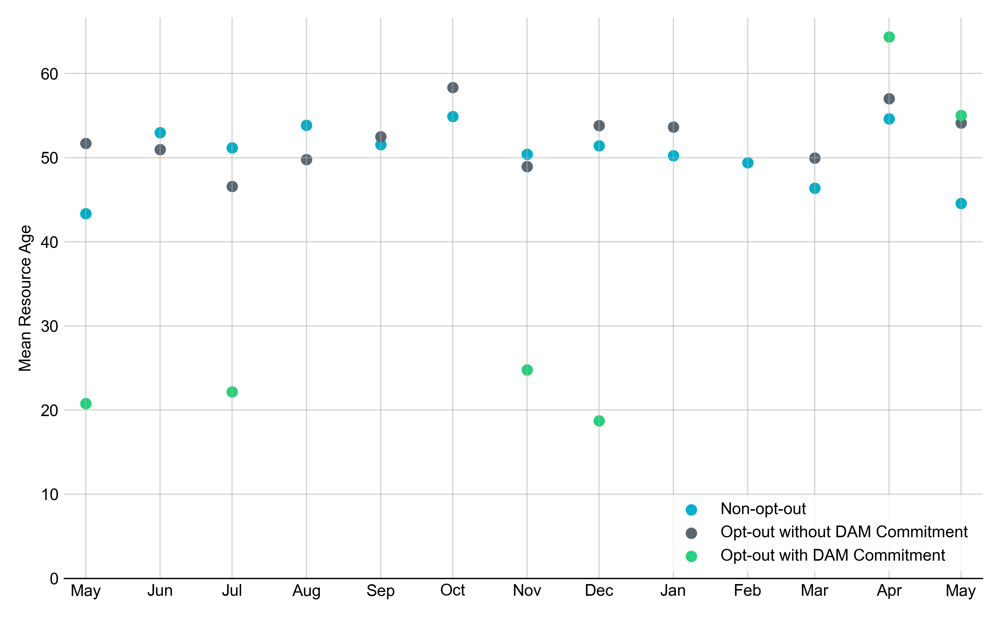 Mean Resource Age
60
50
40
30
20
10
0
May Jun Jul Aug Sep Oct Nov Dec Jan Feb Mar Apr May
Non-opt-out
Opt-out without DAM Commitment
Opt-out with DAM Commitment